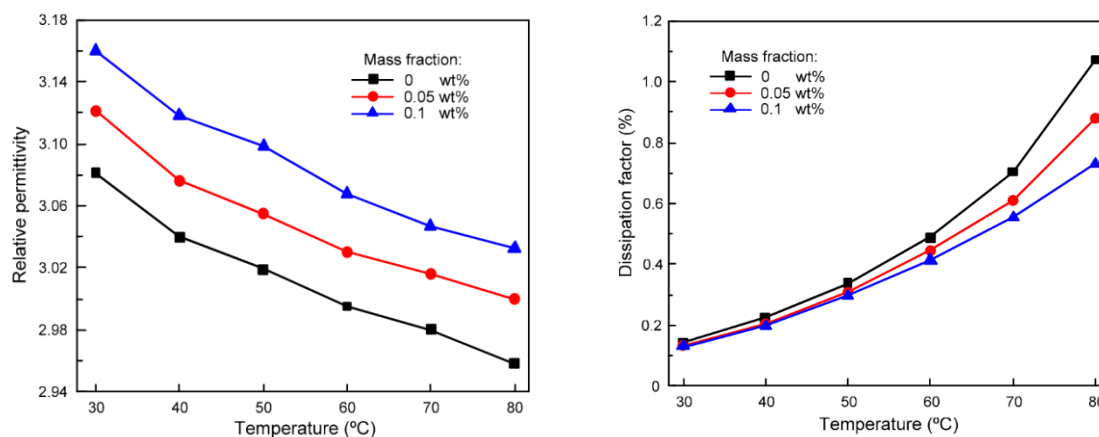 3.18
3.14
3.10
3.06
3.02
2.98
2.94
Relative permittivity
Mass fraction:
0 wt%
0.05 wt%
0.1 wt%
30 40 50 60 70 80
Temperature (ºC)
1.2
1.0
0.8
0.6
0.4
0.2
0
Dissipation factor (%)
Mass fraction:
0 wt%
0.05 wt%
0.1 wt%
30 40 50 60 70 80
Temperature (ºC)